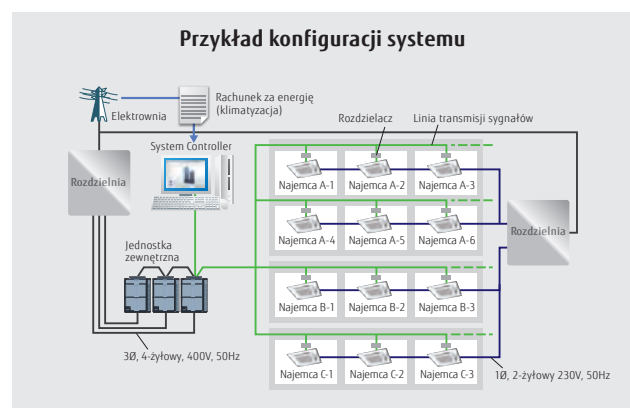 Przykład konfiguracji systemu
Elektrownia
Rachunek za energię
(klimatyzacja)
Rozdzielacz
Linia transmisji sygnałów
System Controller
Rozdzielnia
Najemca A-1
Najemca A-2
Najemca A-3
Najemca A-4
Najemca A-5
Najemca A-6
Rozdzielnia
Jednostka
zewnętrzna
Najemca B-1
Najemca B-2
Najemca B-3
Najemca C-1
Najemca C-2
Najemca C-3
3Ø, 4-żyłowy, 400V, 50Hz
1Ø, 2-żyłowy 230V, 50Hz